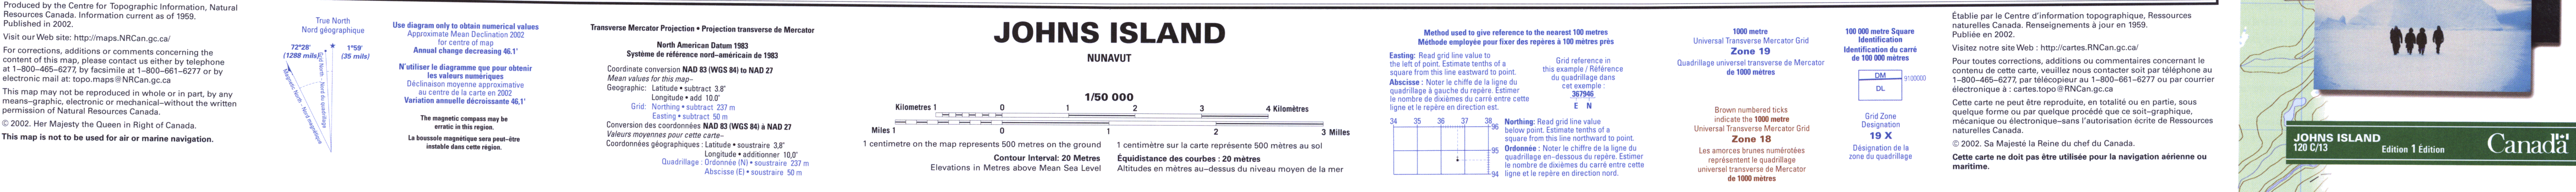 Produced by the Centre for Topographic Information, Natural
Resources Canada. Information current as of 1959.
Published in 2002.
Visit our Web site: http://maps.NRCan.gc.ca/
For corrections, additions or comments concerning the
content of this map, please contact us either by telephone
at 1-800-465-6277, by facsimile at 1-800-661-6277 or by
electronic mail at: topo.maps@NRCan.gc.ca
This map may not be reproduced in whole or in part, by any
means-graphic, electronic or mechanical-without the written
permission of Natural Resources Canada.
© 2002. Her Majesty the Queen in Right of Canada.
This map is not to be used for air or marine navigation.
True North
Nord géographique
72°28'
(1288 mils)
1°59'
(35 mils)
Magnetic North - Nord magnétique
Grid North - Nord du quadrillage
Use diagram only to obtain numerical values
Approximate Mean Declination 2002
for centre of map
Annual change decreasing 46.1'
N'utiliser le diagramme que pour obtenir
les valeurs numériques
Déclinaison moyenne approximative
au centre de la carte en 2002
Variation annuelle décroissante 46,1'
The magnetic compass may be
erratic in this region.
La boussole magnétique sera peut-être
instable dans cette région.
Transverse Mercator Projection • Projection transverse de Mercator
North American Datum 1983
Système de référence nord-américain de 1983
Coordinate conversion NAD 83 (WGS 84) to NAD 27
Mean values for this map-
Geographic: Latitude • subtract 3.8"
Longitude • add 10.0"
Grid: Northing • subtract 237 m
Easting • subtract 50 m
Conversion des coordonnées NAD 83 (WGS 84) à NAD 27
Valeurs moyennes pour cette carte-
Coordonnées géographiques : Latitude • soustraire 3,8"
Longitude • additionner 10,0"
Quadrillage : Ordonnée (N) • soustraire 237 m
Abscisse (E) • soustraire 50 m
JOHNS ISLAND
NUNAVUT
1/50 000
Kilometres 1 0 1 2 3 4 Kilomètres
Miles 1 0 1 2 3 Milles
1 centimetre on the map represents 500 metres on the ground
1 centimètre sur la carte représente 500 mètres au sol
Contour Interval: 20 Metres
Elevations in Metres above Mean Sea Level
Équidistance des courbes : 20 mètres
Altitudes en mètres au-dessus du niveau moyen de la mer
Method used to give reference to the nearest 100 metres
Méthode employée pour fixer des repères à 100 mètres près
Easting: Read grid line value to
the left of point. Estimate tenths of a
square from this line eastward to point.
Abscisse : Noter le chiffre de la ligne du
quadrillage à gauche du repère. Estimer
le nombre de dixièmes du carré entre cette
ligne et le repère en direction est.
Grid reference in
this example / Référence
du quadrillage dans
cet exemple :
367946
E N
34 35 36 37 38
96
95
94
Northing: Read grid line value
below point. Estimate tenths of a
square from this line northward to point.
Ordonnée : Noter le chiffre de la ligne du
quadrillage en-dessous du repère. Estimer
le nombre de dixièmes du carré entre cette
ligne et le repère en direction nord.
1000 metre
Universal Transverse Mercator Grid
Zone 19
Quadrillage universel transverse de Mercator
de 1000 mètres
Brown numbered ticks
indicate the 1000 metre
Universal Transverse Mercator Grid
Zone 18
Les amorces brunes numérotées
représentent le quadrillage
universel transverse de Mercator
de 1000 mètres
100 000 metre Square
Identification
Identification du carré
de 100 000 mètres
DM
9100000
DL
Grid Zone
Designation
19 X
Désignation de la
zone du quadrillage
Établie par le Centre d'information topographique, Ressources
naturelles Canada. Renseignements à jour en 1959.
Publiée en 2002.
Visitez notre site Web : http://cartes.RNCan.gc.ca/
Pour toutes corrections, additions ou commentaires concernant le
contenu de cette carte, veuillez nous contacter soit par téléphone au
1-800-465-6277, par télécopieur au 1-800-661-6277 ou par courrier
électronique à : cartes.topo@RNCan.gc.ca
Cette carte ne peut être reproduite, en totalité ou en partie, sous
quelque forme ou par quelque procédé que ce soit-graphique,
mécanique ou électronique-sans l'autorisation écrite de Ressources
naturelles Canada.
© 2002. Sa Majesté la Reine du chef du Canada.
Cette carte ne doit pas être utilisée pour la navigation aérienne ou
maritime.
JOHNS ISLAND
120 C/13
Edition 1 Édition
Canada